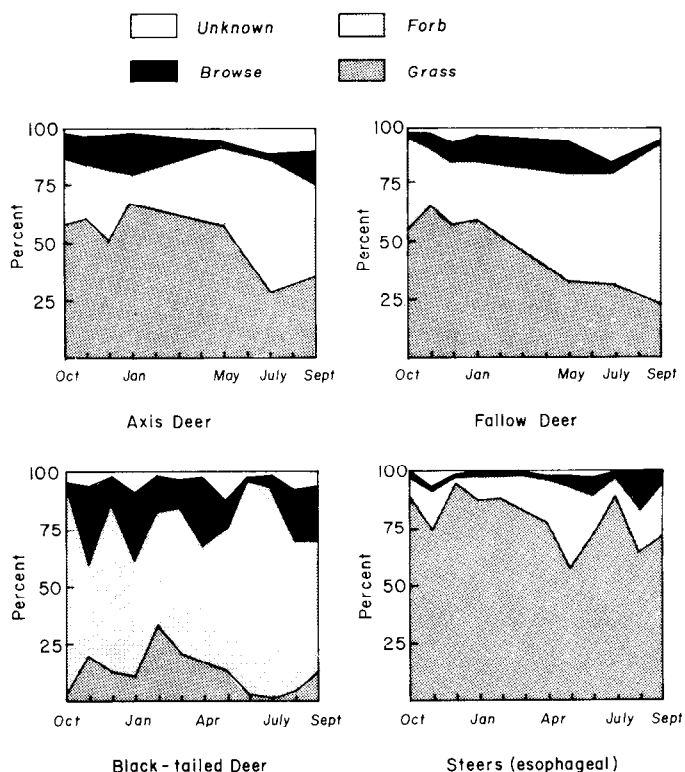 Unknown Forb
Browse Grass
100 100
75 75
50 50
25 25
Percent Percent
Oct Jan May July Sept Oct Jan May July Sept
Axis Deer Fallow Deer
100 100
75 75
50 50
25 25
Percent Percent
Oct Jan Apr July Sept Oct Jan Apr July Sept
Black-tailed Deer Steers (esophageal)